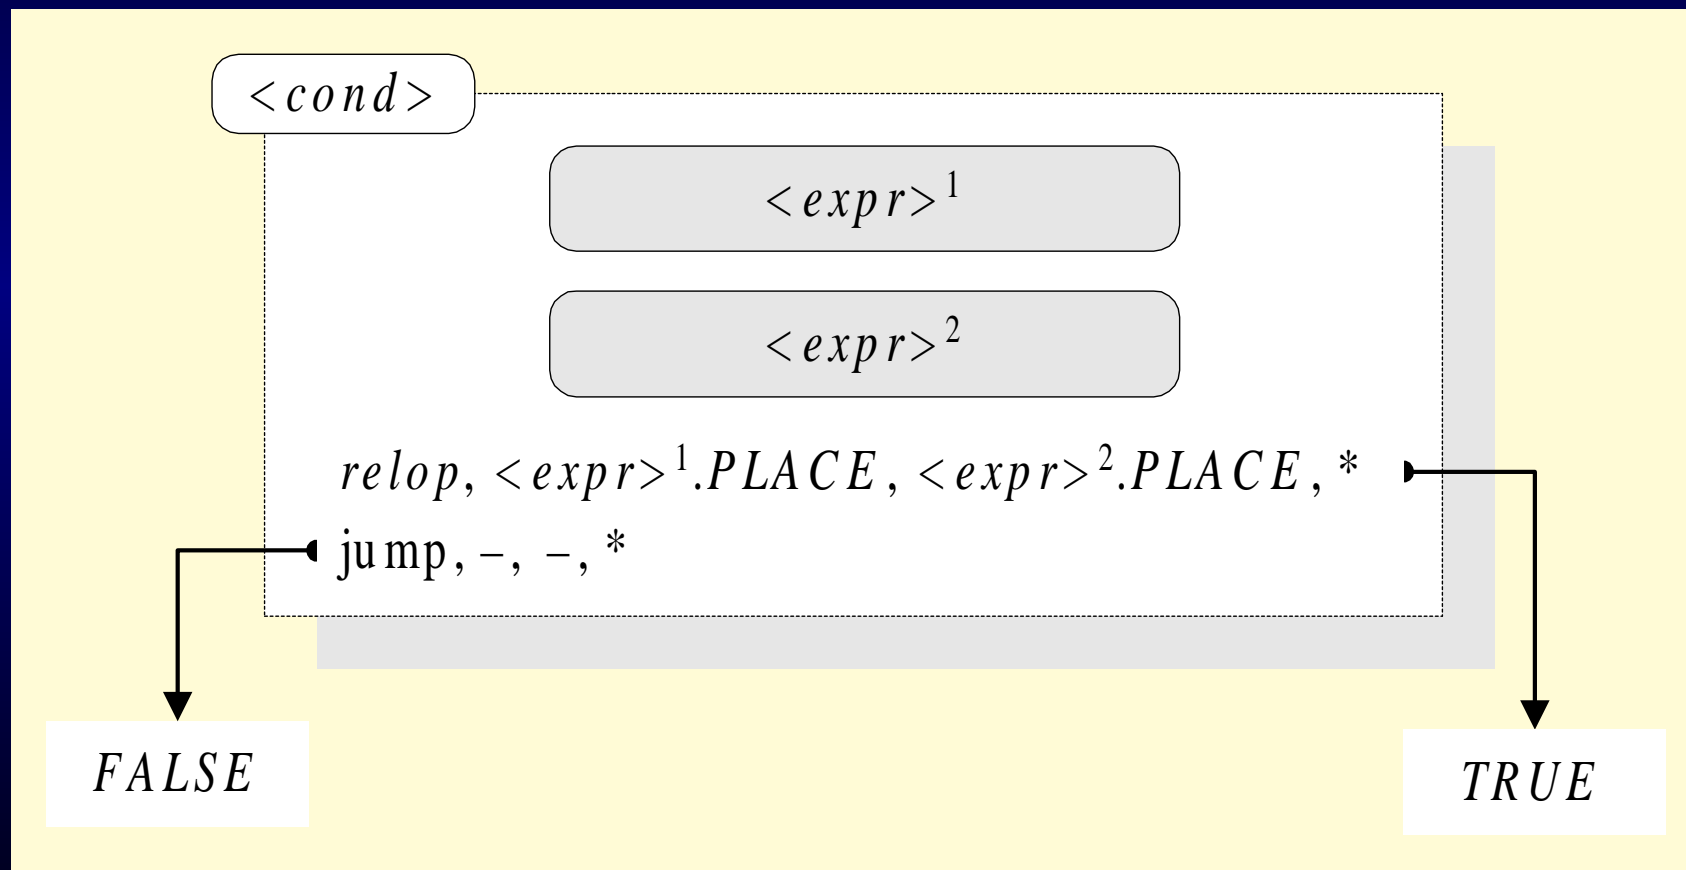 <cond>
<expr>¹
<expr>²
relop, <expr>¹.PLACE, <expr>².PLACE, *
jump, –, –, *
FALSE
TRUE